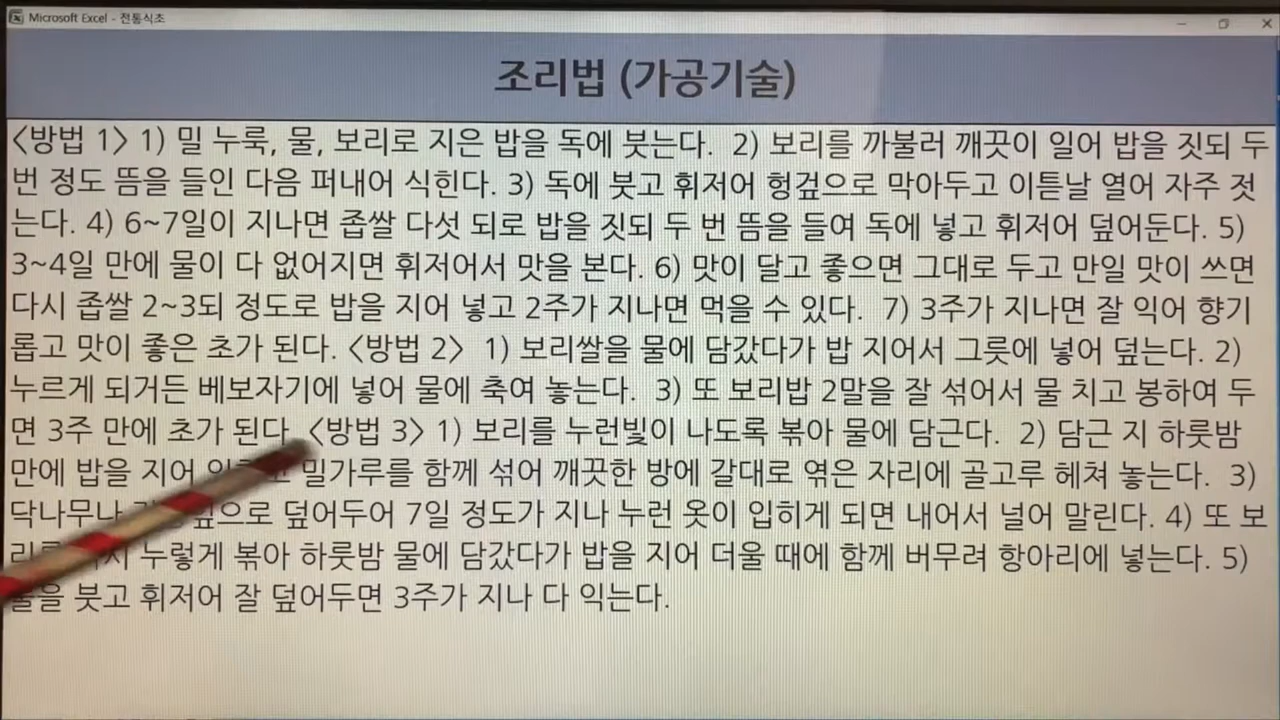 Microsoft Excel - 전통식초
조리법 (가공기술)
<방법 1> 1) 밀 누룩, 물, 보리로 지은 밥을 독에 붓는다. 2) 보리를 까불러 깨끗이 일어 밥을 짓되 두
번 정도 뜸을 들인 다음 퍼내어 식힌다. 3) 독에 붓고 휘저어 헝겊으로 막아두고 이튿날 열어 자주 젓
는다. 4) 6~7일이 지나면 좁쌀 다섯 되로 밥을 짓되 두 번 뜸을 들여 독에 넣고 휘저어 덮어둔다. 5)
3~4일 만에 물이 다 없어지면 휘저어서 맛을 본다. 6) 맛이 달고 좋으면 그대로 두고 만일 맛이 쓰면
다시 좁쌀 2~3되 정도로 밥을 지어 넣고 2주가 지나면 먹을 수 있다. 7) 3주가 지나면 잘 익어 향기
롭고 맛이 좋은 초가 된다. <방법 2> 1) 보리쌀을 물에 담갔다가 밥 지어서 그릇에 넣어 덮는다. 2)
누르게 되거든 베보자기에 넣어 물에 축여 놓는다. 3) 또 보리밥 2말을 잘 섞어서 물 치고 봉하여 두
면 3주 만에 초가 된다. <방법 3> 1) 보리를 누런빛이 나도록 볶아 물에 담근다. 2) 담근 지 하룻밤
만에 밥을 지어 밀가루를 함께 섞어 깨끗한 방에 갈대로 엮은 자리에 골고루 헤쳐 놓는다. 3)
닥나무나 덮어두어 7일 정도가 지나 누런 옷이 입히게 되면 내어서 널어 말린다. 4) 또 보
누렇게 볶아 하룻밤 물에 담갔다가 밥을 지어 더울 때에 함께 버무려 항아리에 넣는다. 5)
붓고 휘저어 잘 덮어두면 3주가 지나 다 익는다.